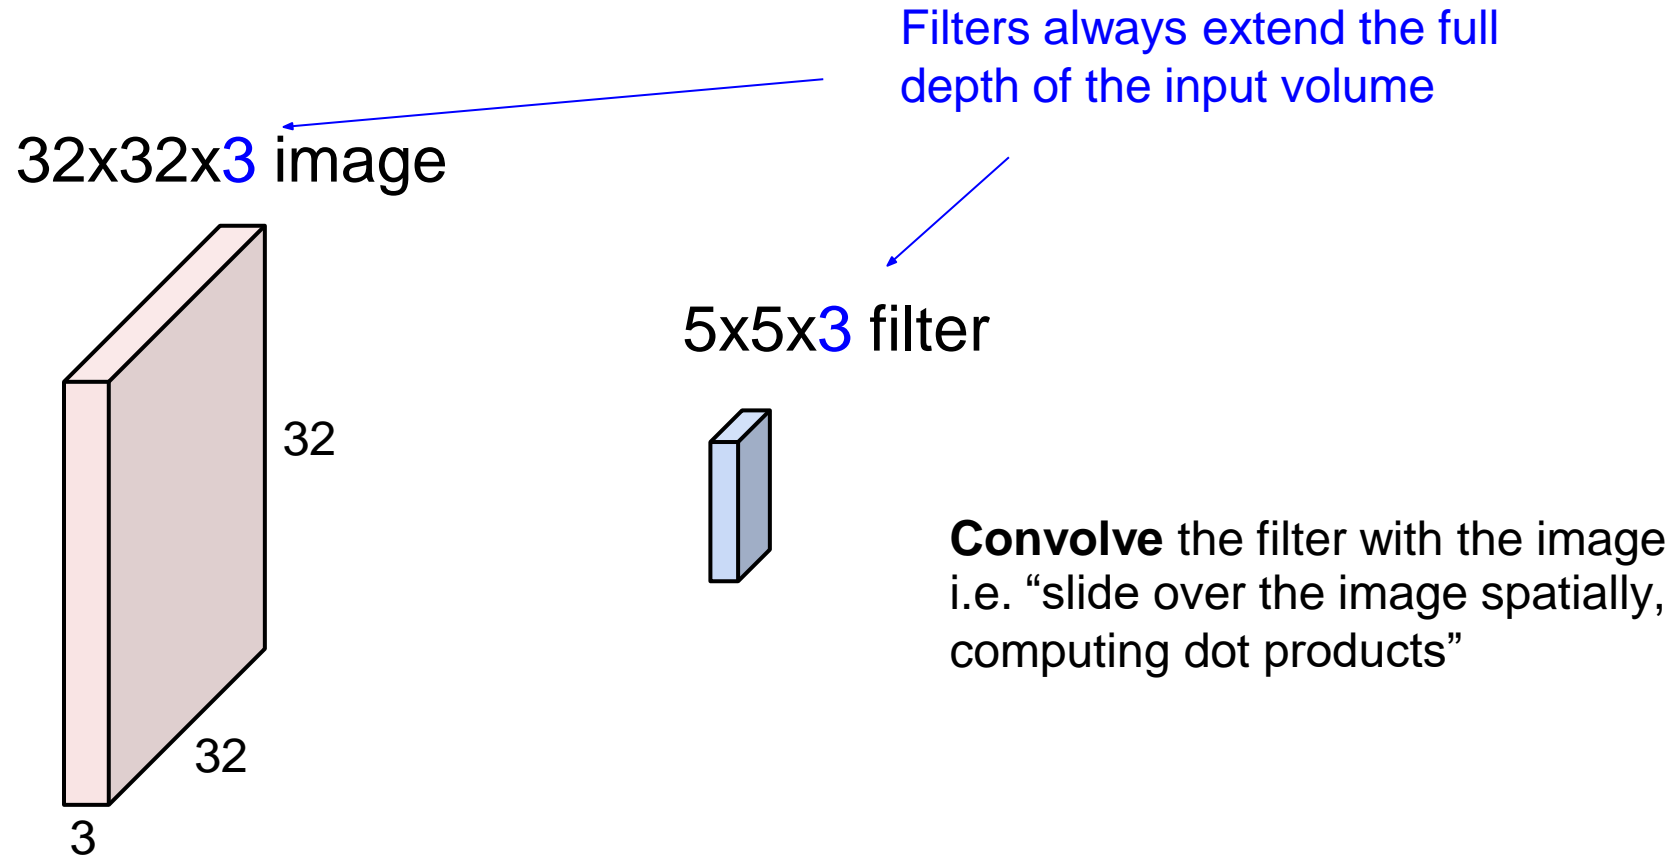 Filters always extend the full
depth of the input volume
32x32x3 image
5x5x3 filter
32
32
3
Convolve the filter with the image
i.e. “slide over the image spatially,
computing dot products”